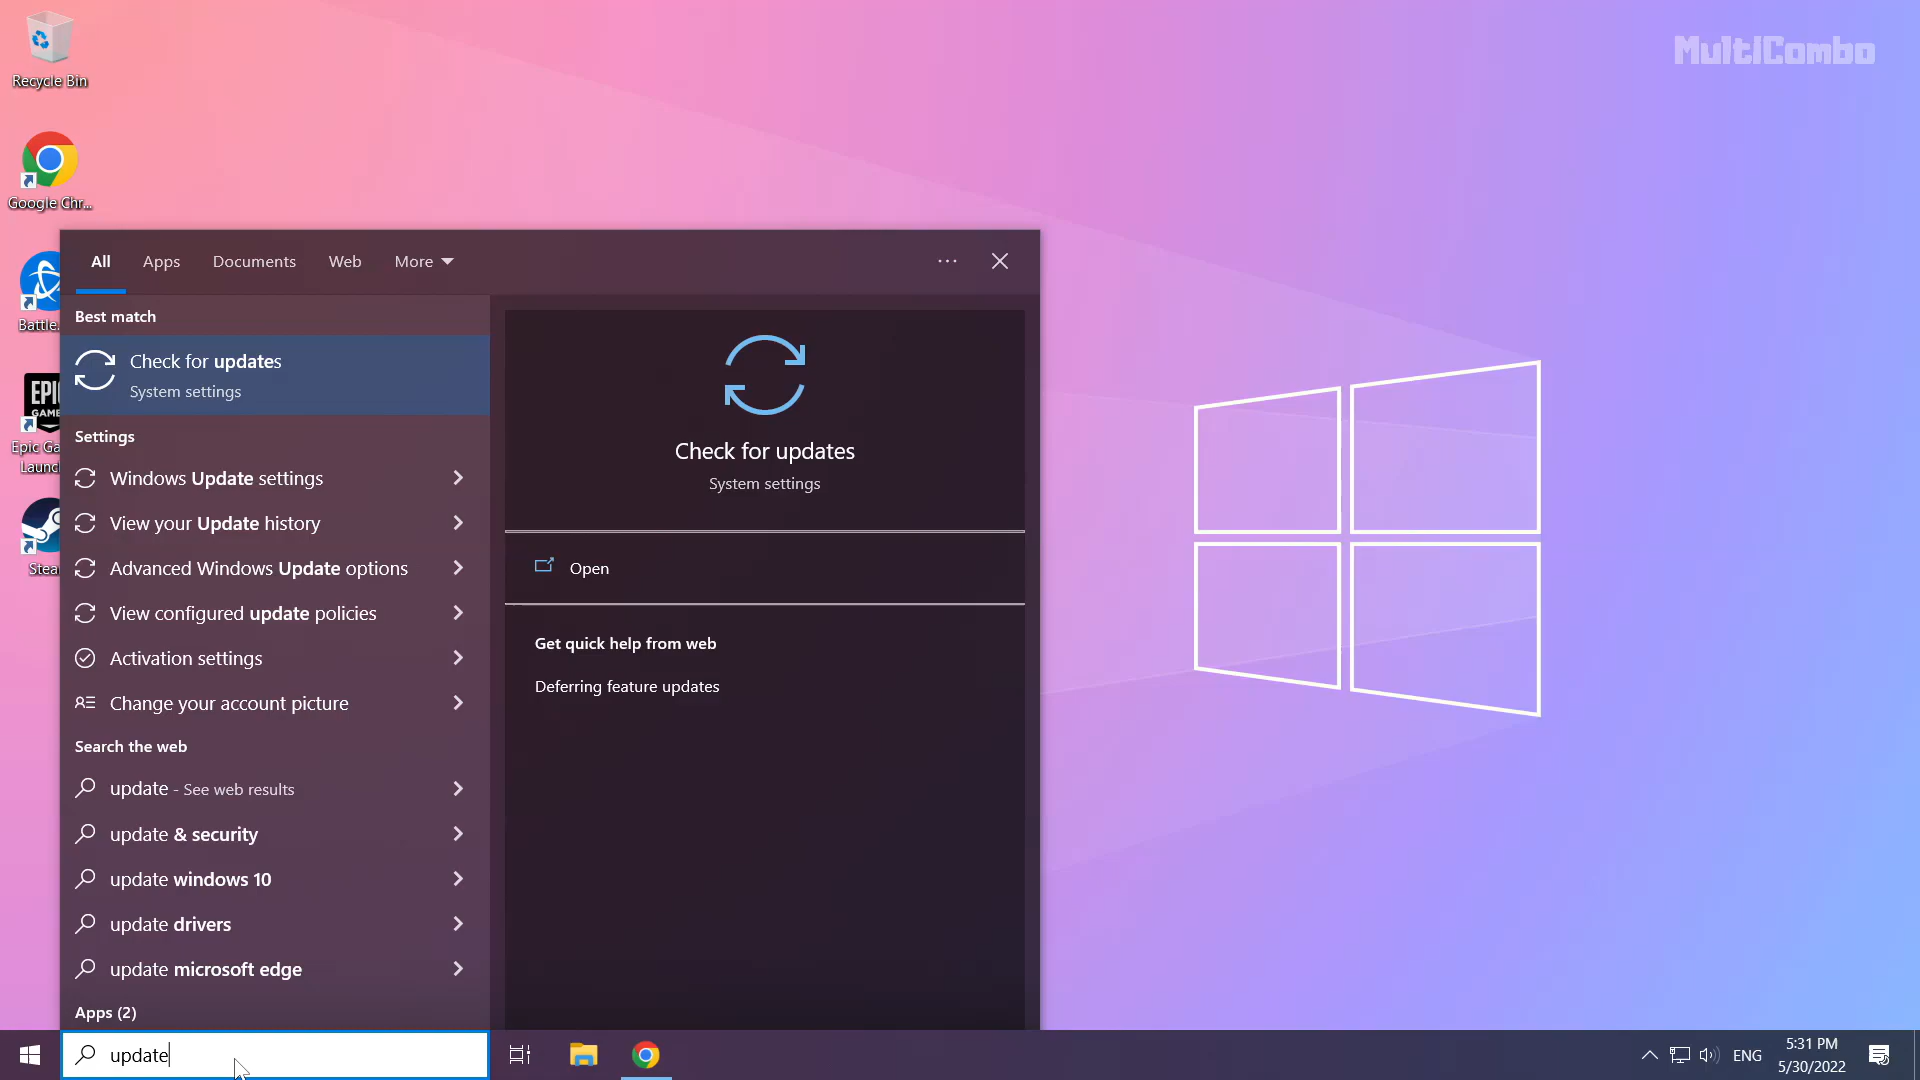 MultiCombo
Recycle Bin
Google Chr...
Battle.
EPIC
GAM
Epic Ga
Launc
Stea
All
Apps
Documents
Web
More
Best match
Check for updates
System settings
Settings
Windows Update settings
View your Update history
Advanced Windows Update options
View configured update policies
Activation settings
Change your account picture
Search the web
update - See web results
update & security
update windows 10
update drivers
update microsoft edge
Apps (2)
Check for updates
System settings
Open
Get quick help from web
Deferring feature updates
update
ENG
5:31 PM
5/30/2022